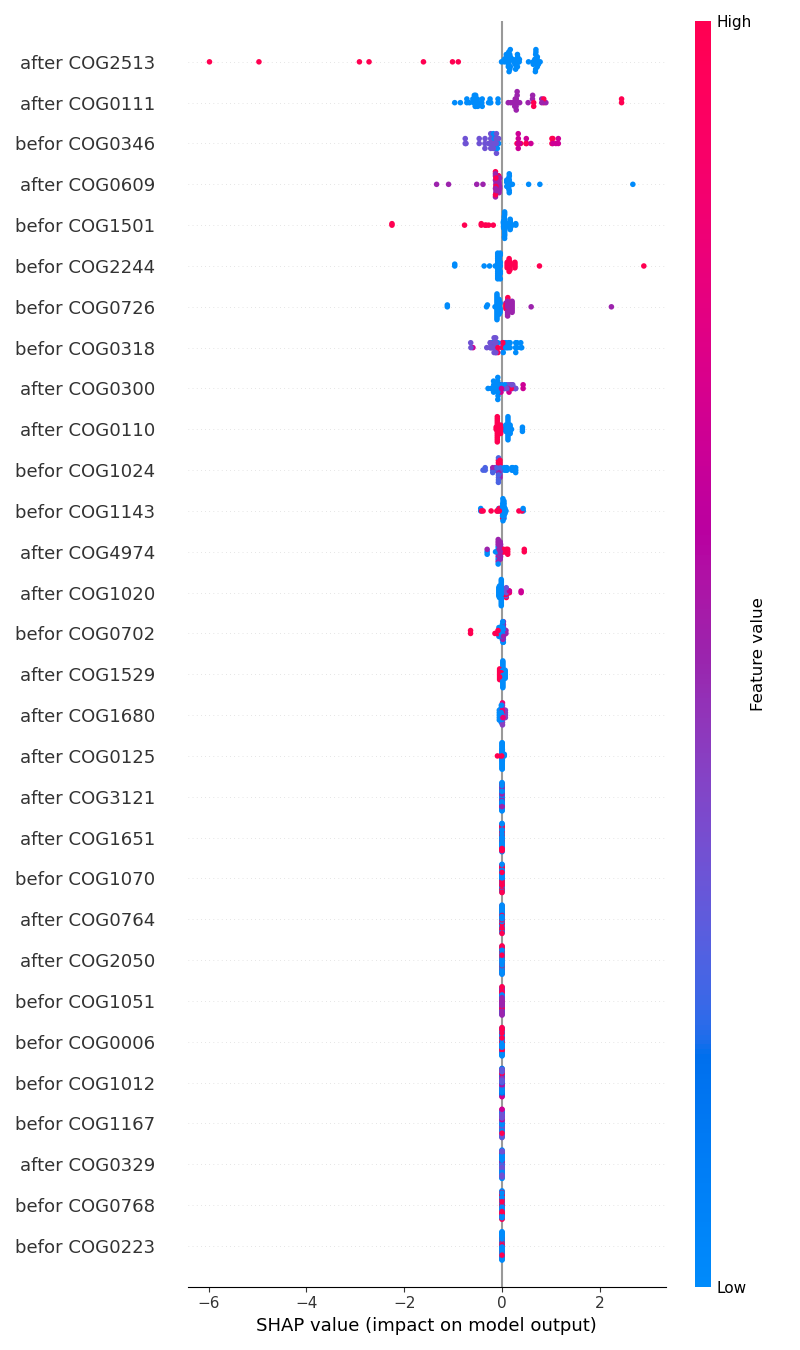 High
after COG2513
after COG0111
befor COG0346
after COG0609
befor COG1501
befor COG2244
befor COG0726
befor COG0318
after COG0300
after COG0110
befor COG1024
befor COG1143
after COG4974
after COG1020
befor COG0702
after COG1529
after COG1680
after COG0125
after COG3121
after COG1651
befor COG1070
after COG0764
after COG2050
befor COG1051
befor COG0006
befor COG1012
befor COG1167
after COG0329
befor COG0768
befor COG0223
Feature value
Low
−6 −4 −2 0 2
SHAP value (impact on model output)